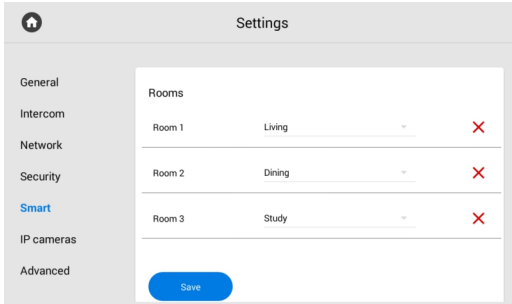 Settings
General
Intercom
Network
Security
Smart
IP cameras
Advanced
Rooms
Room 1 Living
Room 2 Dining
Room 3 Study
Save